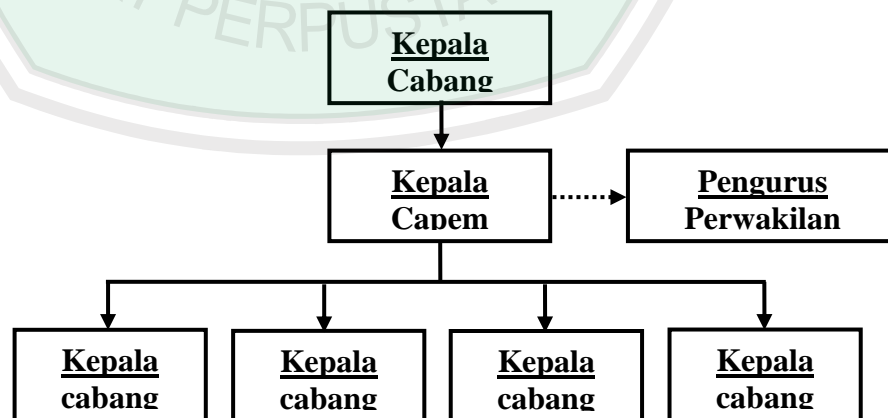 PERPUSTA
Kepala
Cabang
Kepala
Capem
Pengurus
Perwakilan
Kepala
cabang
Kepala
cabang
Kepala
cabang
Kepala
cabang